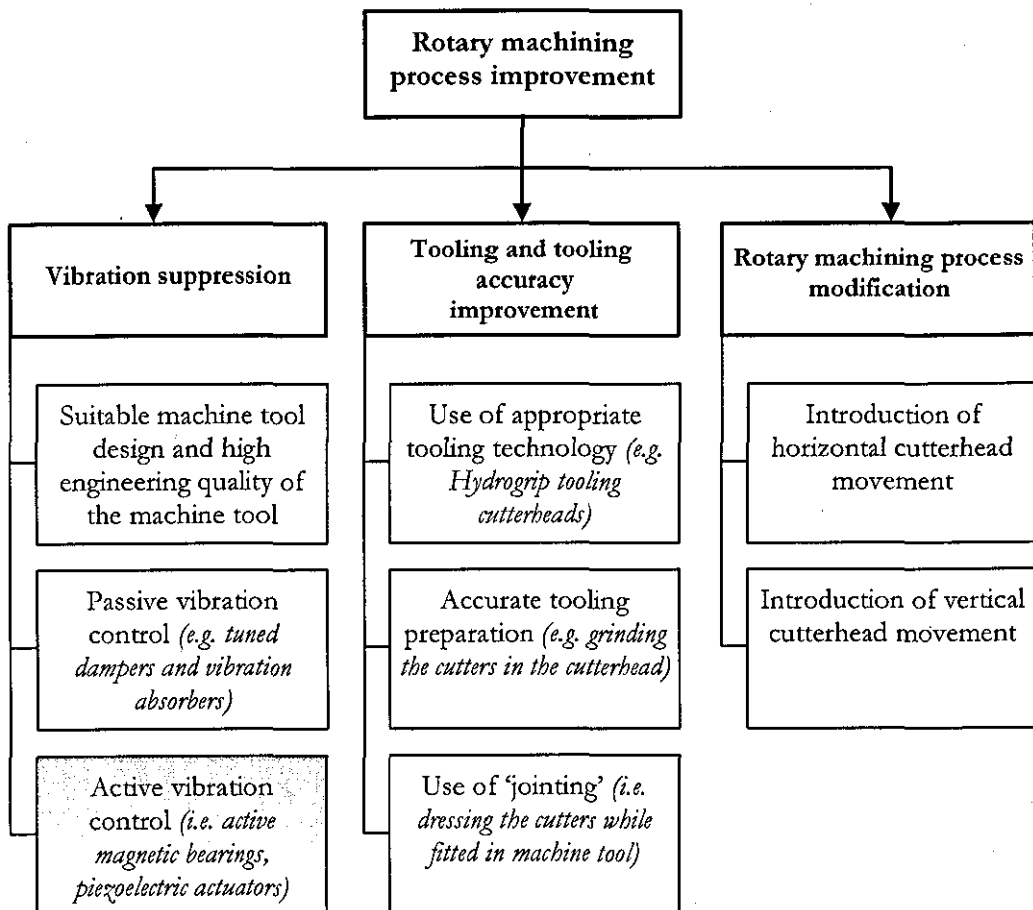 Rotary machining
process improvement
Vibration suppression
Tooling and tooling
accuracy
improvement
Rotary machining process
modification
Suitable machine tool
design and high
engineering quality of
the machine tool
Passive vibration
control (e.g. tuned
dampers and vibration
absorbers)
Active vibration
control (i.e. active
magnetic bearings,
piezoelectric actuators)
Use of appropriate
tooling technology (e.g.
Hydrogrip tooling
cutterheads)
Accurate tooling
preparation (e.g. grinding
the cutters in the cutterhead)
Use of ‘jointing’ (i.e.
dressing the cutters while
fitted in machine tool)
Introduction of
horizontal cutterhead
movement
Introduction of vertical
cutterhead movement